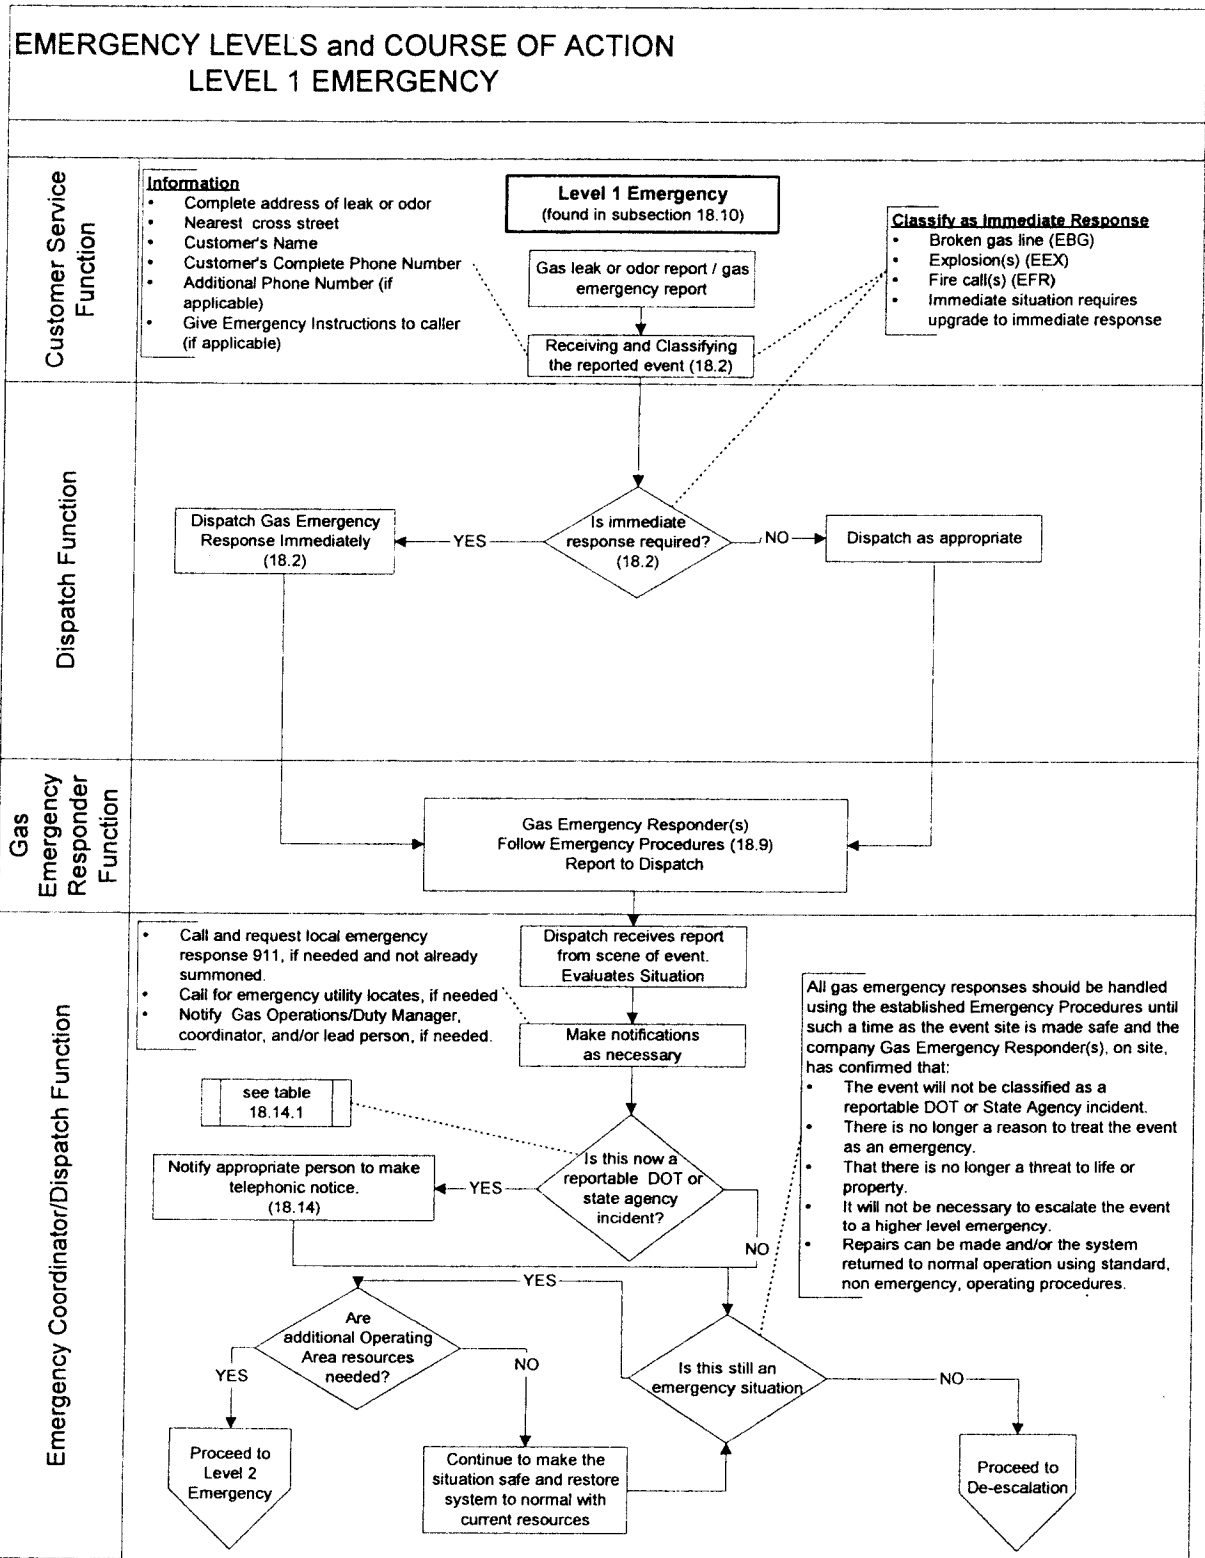 EMERGENCY LEVELS and COURSE OF ACTION
LEVEL 1 EMERGENCY
Customer Service
Function
Information
• Complete address of leak or odor
• Nearest cross street
• Customer's Name
• Customer's Complete Phone Number
• Additional Phone Number (if
applicable)
• Give Emergency Instructions to caller
(if applicable)
Level 1 Emergency
(found in subsection 18.10)
Gas leak or odor report / gas
emergency report
Receiving and Classifying
the reported event (18.2)
Classify as Immediate Response
• Broken gas line (EBG)
• Explosion(s) (EEX)
• Fire call(s) (EFR)
• Immediate situation requires
upgrade to immediate response
Dispatch Function
Dispatch Gas Emergency
Response Immediately
(18.2)
YES
Is immediate
response required?
(18.2)
NO
Dispatch as appropriate
Gas
Emergency
Responder
Function
Gas Emergency Responder(s)
Follow Emergency Procedures (18.9)
Report to Dispatch
Emergency Coordinator/Dispatch Function
• Call and request local emergency
response 911, if needed and not already
summoned.
• Call for emergency utility locates, if needed
• Notify Gas Operations/Duty Manager,
coordinator, and/or lead person, if needed.
Dispatch receives report
from scene of event.
Evaluates Situation
Make notifications
as necessary
All gas emergency responses should be handled
using the established Emergency Procedures until
such a time as the event site is made safe and the
company Gas Emergency Responder(s), on site,
has confirmed that:
• The event will not be classified as a
reportable DOT or State Agency incident.
• There is no longer a reason to treat the event
as an emergency.
• That there is no longer a threat to life or
property.
• It will not be necessary to escalate the event
to a higher level emergency.
• Repairs can be made and/or the system
returned to normal operation using standard,
non emergency, operating procedures.
see table
18.14.1
Notify appropriate person to make
telephonic notice.
(18.14)
YES
Is this now a
reportable DOT or
state agency
incident?
NO
YES
Are
additional Operating
Area resources
needed?
YES
NO
Is this still an
emergency situation
NO
Proceed to
Level 2
Emergency
Continue to make the
situation safe and restore
system to normal with
current resources
Proceed to
De-escalation